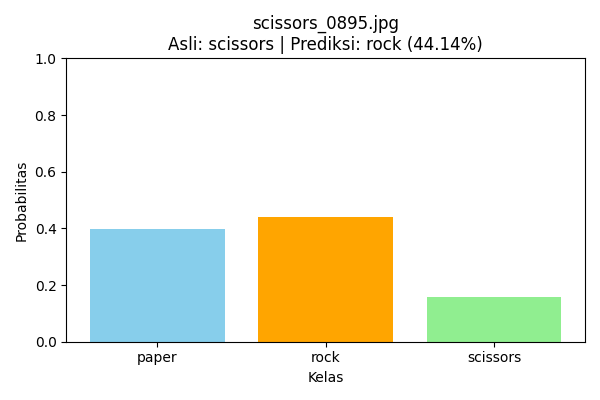 scissors_0895.jpg
Asli: scissors | Prediksi: rock (44.14%)
1.0
0.8
0.6
0.4
0.2
0.0
Probabilitas
paper rock scissors
Kelas